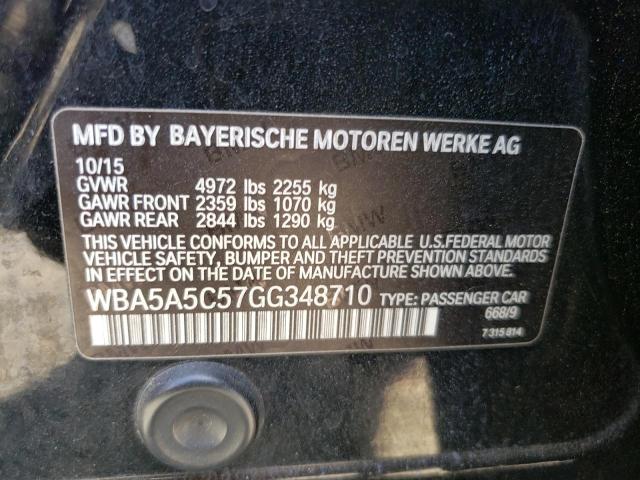 MFD BY BAYERISCHE MOTOREN WERKE AG
10/15
GVWR 4972 lbs 2255 kg
GAWR FRONT 2359 lbs 1070 kg
GAWR REAR 2844 lbs 1290 kg
THIS VEHICLE CONFORMS TO ALL APPLICABLE U.S.FEDERAL MOTOR
VEHICLE SAFETY, BUMPER AND THEFT PREVENTION STANDARDS
IN EFFECT ON THE DATE OF MANUFACTURE SHOWN ABOVE.
WBA5A5C57GG348710 TYPE: PASSENGER CAR
668/9
7 315 814